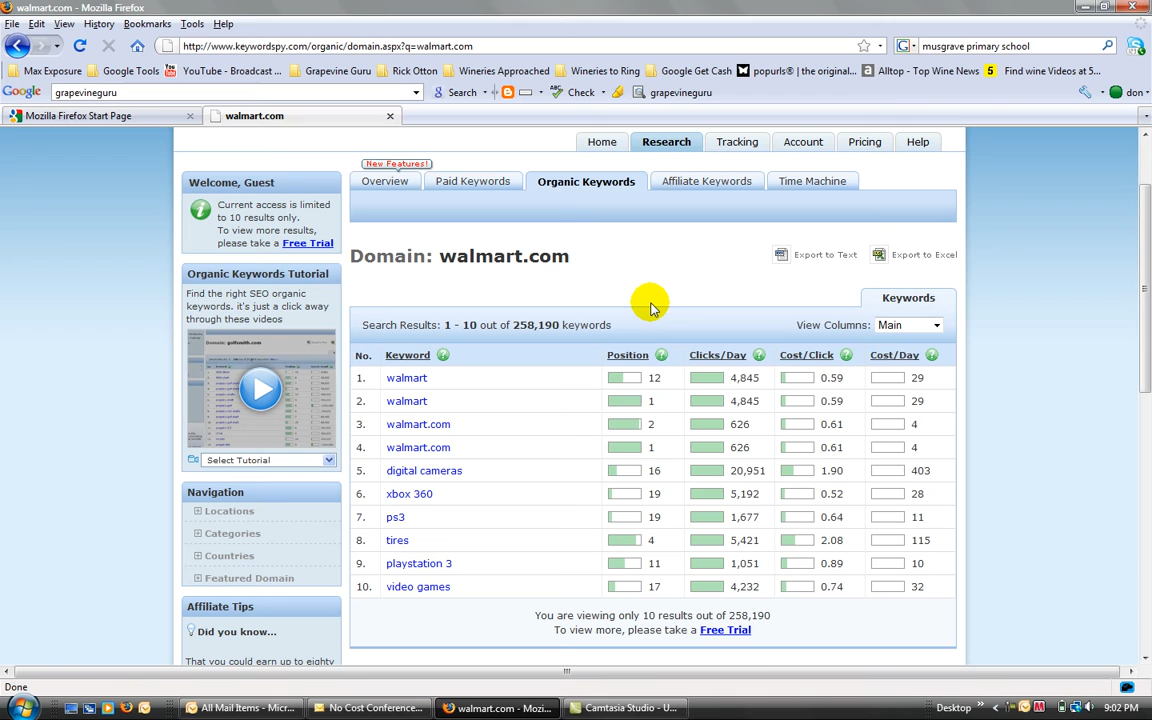 walmart.com - Mozilla Firefox
File Edit View History Bookmarks Tools Help
http://www.keywordspy.com/organic/domain.aspx?q=walmart.com musgrave primary school
Max Exposure Google Tools YouTube - Broadcast ... Grapevine Guru Rick Otton Wineries Approached Wineries to Ring Google Get Cash popurls® | the original... Alltop - Top Wine News 5 Find wine Videos at 5...
Google grapevineguru Search Check grapevineguru don
Mozilla Firefox Start Page walmart.com
Home Research Tracking Account Pricing Help
New Features!
Overview Paid Keywords Organic Keywords Affiliate Keywords Time Machine
Welcome, Guest
Current access is limited
to 10 results only.
To view more results,
please take a Free Trial
Organic Keywords Tutorial
Find the right SEO organic
keywords. it's just a click away
through these videos
Select Tutorial
Navigation
Locations
Categories
Countries
Featured Domain
Affiliate Tips
Did you know...
That you could earn up to eighty
Domain: walmart.com
Export to Text Export to Excel
Keywords
Search Results: 1 - 10 out of 258,190 keywords View Columns: Main
No. Keyword Position Clicks/Day Cost/Click Cost/Day
1. walmart 12 4,845 0.59 29
2. walmart 1 4,845 0.59 29
3. walmart.com 2 626 0.61 4
4. walmart.com 1 626 0.61 4
5. digital cameras 16 20,951 1.90 403
6. xbox 360 19 5,192 0.52 28
7. ps3 19 1,677 0.64 11
8. tires 4 5,421 2.08 115
9. playstation 3 11 1,051 0.89 10
10. video games 17 4,232 0.74 32
You are viewing only 10 results out of 258,190
To view more, please take a Free Trial
Done
All Mail Items - Micr... No Cost Conference... walmart.com - Mozi... Camtasia Studio - U... Desktop 9:02 PM